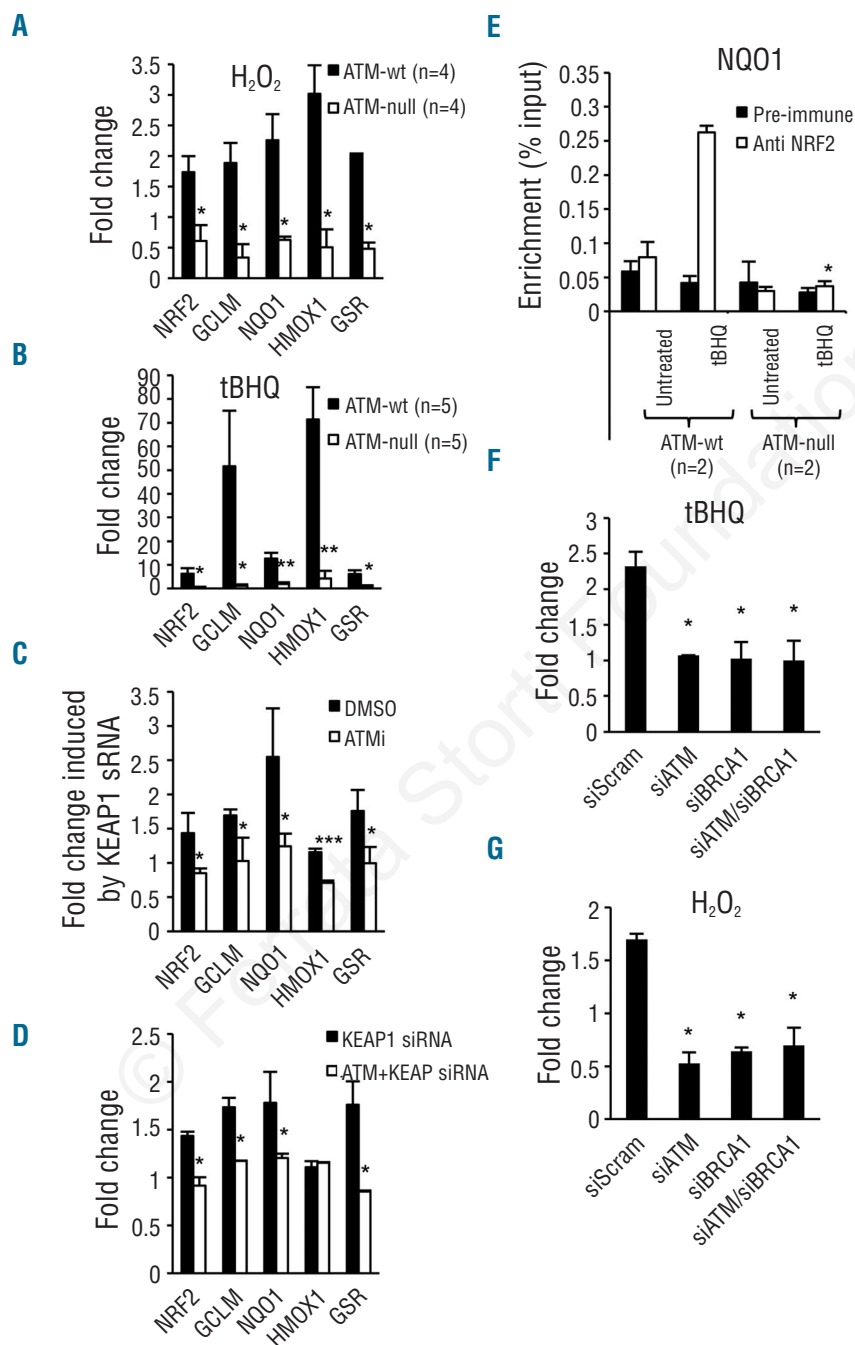 A
H₂O₂
ATM-wt (n=4)
ATM-null (n=4)
Fold change
3.5
3
2.5
2
1.5
1
0.5
0
*
*
*
*
*
NRF2
GCLM
NQO1
HMOX1
GSR
B
tBHQ
ATM-wt (n=5)
ATM-null (n=5)
Fold change
90
80
70
60
50
40
30
20
10
0
*
*
**
**
*
NRF2
GCLM
NQO1
HMOX1
GSR
C
DMSO
ATMi
Fold change induced
by KEAP1 sRNA
3.5
3
2.5
2
1.5
1
0.5
0
*
*
*
***
*
NRF2
GCLM
NQO1
HMOX1
GSR
D
KEAP1 siRNA
ATM+KEAP siRNA
Fold change
2.5
2
1.5
1
0.5
0
*
*
*
*
NRF2
GCLM
NQO1
HMOX1
GSR
E
NQO1
Pre-immune
Anti NRF2
Enrichment (% input)
0.35
0.3
0.25
0.2
0.15
0.1
0.05
0
*
Untreated
tBHQ
Untreated
tBHQ
ATM-wt
(n=2)
ATM-null
(n=2)
F
tBHQ
Fold change
3
2.5
2
1.5
1
0.5
0
*
*
*
siScram
siATM
siBRCA1
siATM/siBRCA1
G
H₂O₂
Fold change
2
1.5
1
0.5
0
*
*
*
siScram
siATM
siBRCA1
siATM/siBRCA1
© Ferrata Storti Foundation